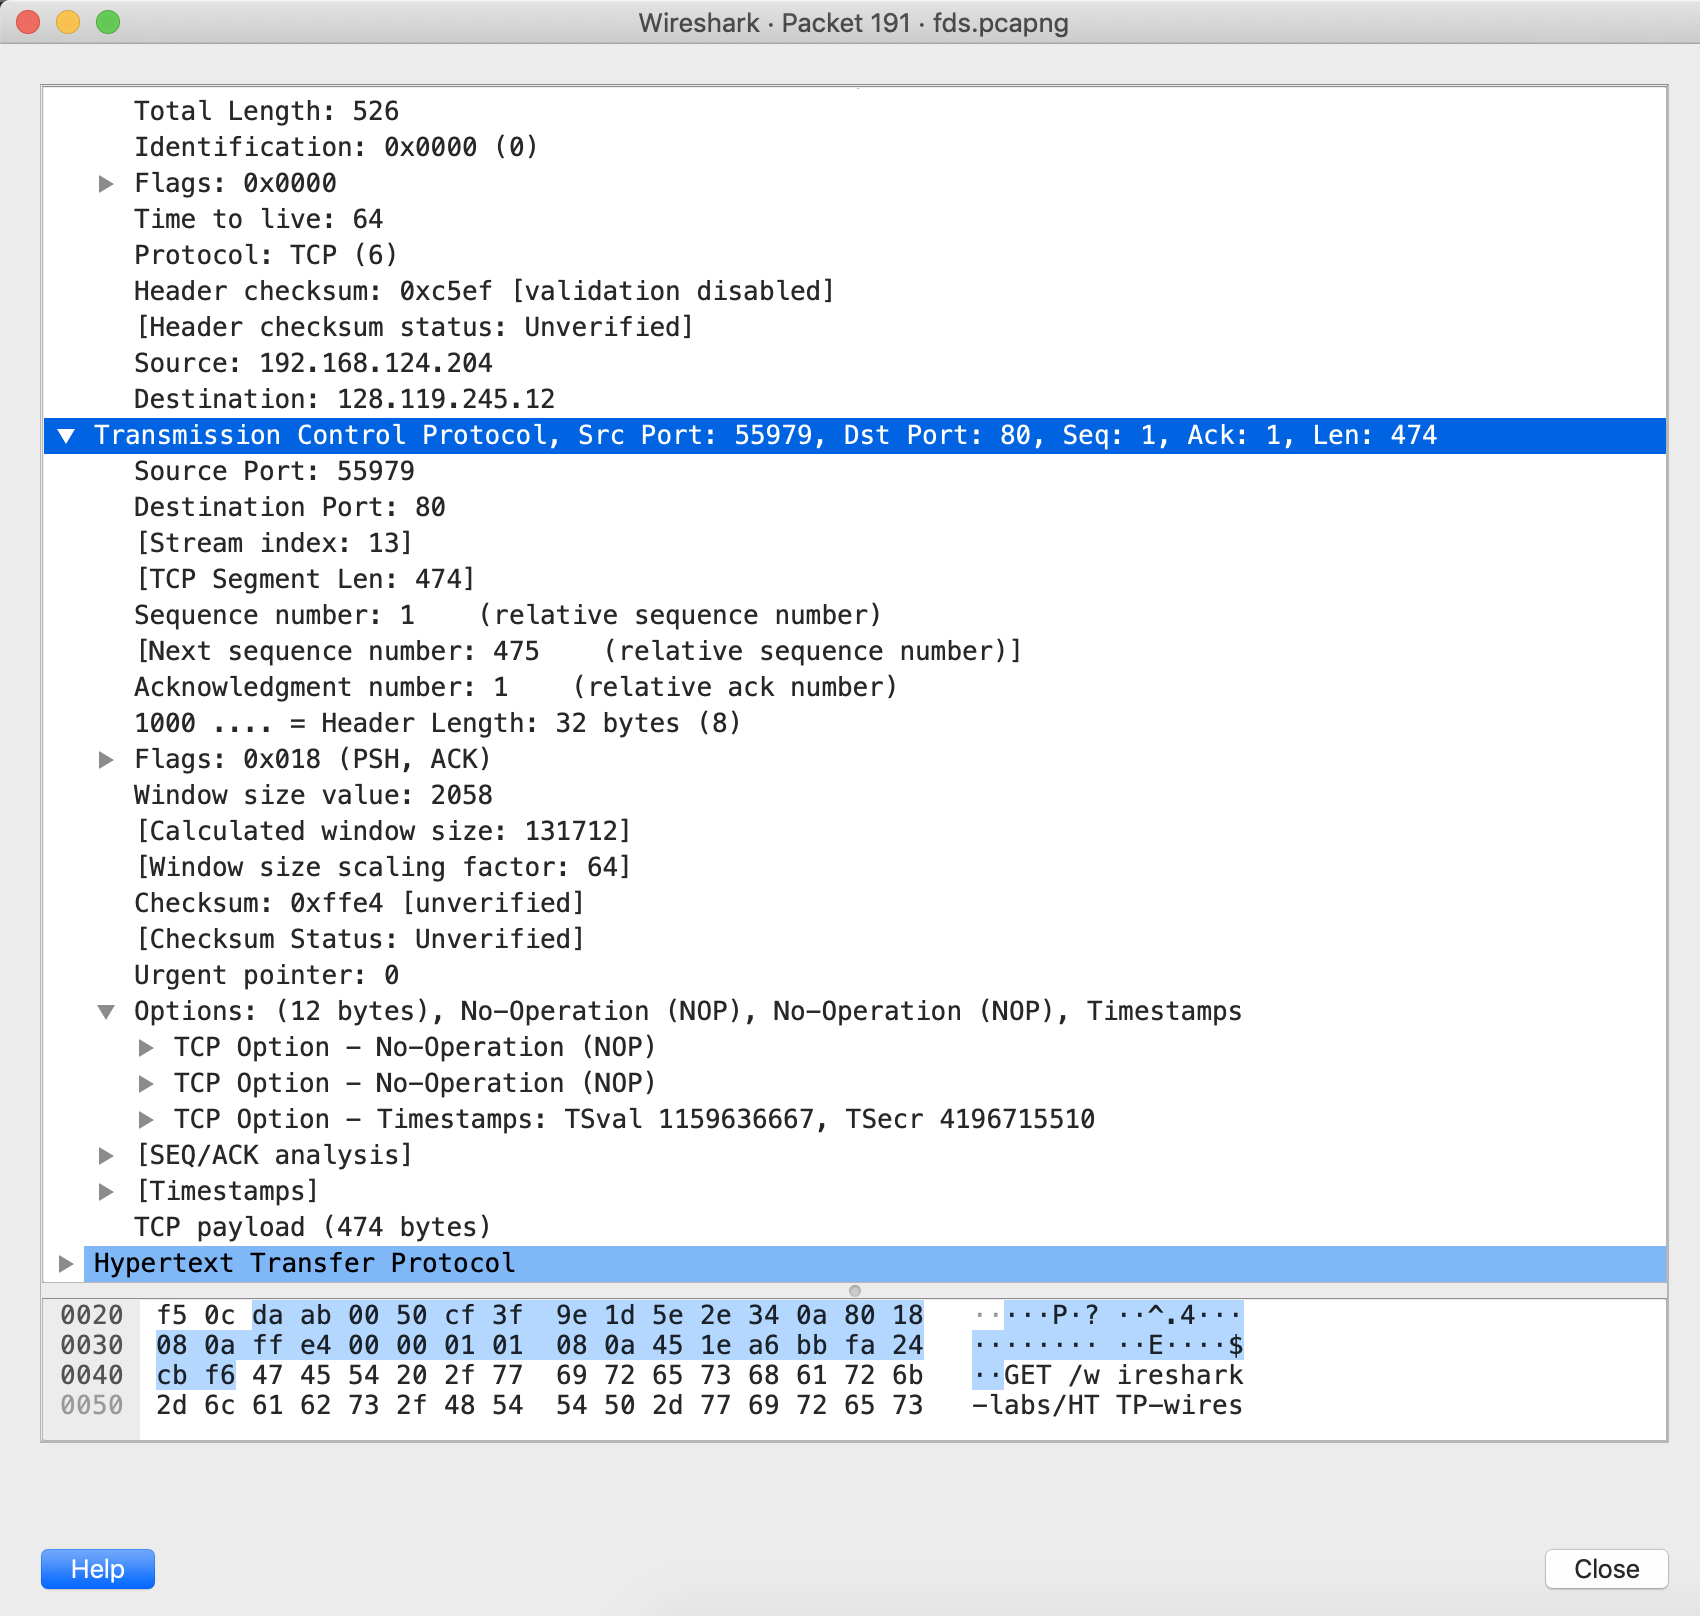 Wireshark · Packet 191 · fds.pcapng
Total Length: 526
Identification: 0x0000 (0)
Flags: 0x0000
Time to live: 64
Protocol: TCP (6)
Header checksum: 0xc5ef [validation disabled]
[Header checksum status: Unverified]
Source: 192.168.124.204
Destination: 128.119.245.12
Transmission Control Protocol, Src Port: 55979, Dst Port: 80, Seq: 1, Ack: 1, Len: 474
Source Port: 55979
Destination Port: 80
[Stream index: 13]
[TCP Segment Len: 474]
Sequence number: 1    (relative sequence number)
[Next sequence number: 475    (relative sequence number)]
Acknowledgment number: 1    (relative ack number)
1000 .... = Header Length: 32 bytes (8)
Flags: 0x018 (PSH, ACK)
Window size value: 2058
[Calculated window size: 131712]
[Window size scaling factor: 64]
Checksum: 0xffe4 [unverified]
[Checksum Status: Unverified]
Urgent pointer: 0
Options: (12 bytes), No-Operation (NOP), No-Operation (NOP), Timestamps
TCP Option - No-Operation (NOP)
TCP Option - No-Operation (NOP)
TCP Option - Timestamps: TSval 1159636667, TSecr 4196715510
[SEQ/ACK analysis]
[Timestamps]
TCP payload (474 bytes)
Hypertext Transfer Protocol
0020  f5 0c da ab 00 50 cf 3f  9e 1d 5e 2e 34 0a 80 18  ·····P·? ··^.4···
0030  08 0a ff e4 00 00 01 01  08 0a 45 1e a6 bb fa 24  ········ ··E····$
0040  cb f6 47 45 54 20 2f 77  69 72 65 73 68 61 72 6b  ··GET /w ireshark
0050  2d 6c 61 62 73 2f 48 54  54 50 2d 77 69 72 65 73  -labs/HT TP-wires
Help Close